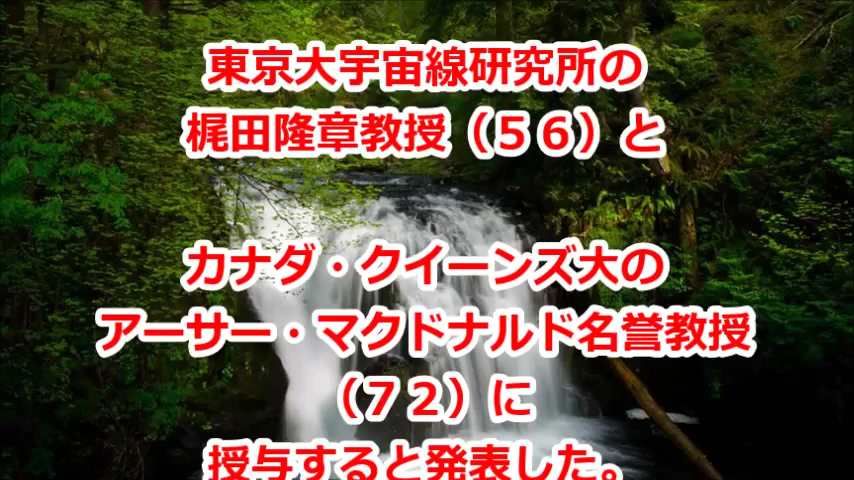 東京大宇宙線研究所の
梶田隆章教授（５６）と
カナダ・クイーンズ大の
アーサー・マクドナルド名誉教授
（７２）に
授与すると発表した。